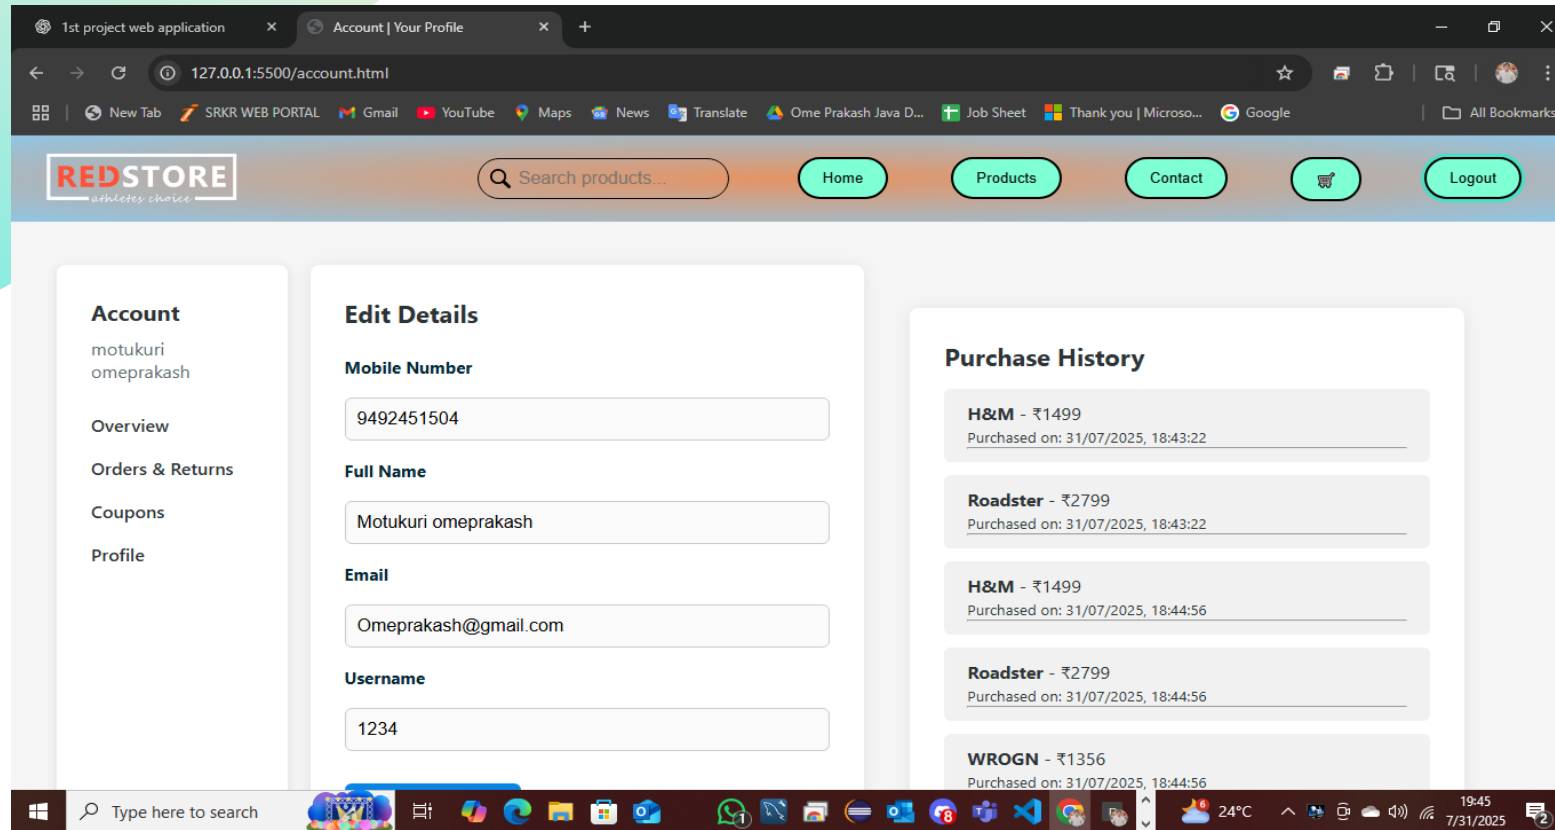 1st project web application
Account | Your Profile
127.0.0.1:5500/account.html
New Tab
SRKR WEB PORTAL
Gmail
YouTube
Maps
News
Translate
Ome Prakash Java D...
Job Sheet
Thank you | Microso...
Google
All Bookmarks
REDSTORE
athletes choice
Search products...
Home
Products
Contact
Logout
Account
motukuri
omeprakash
Overview
Orders & Returns
Coupons
Profile
Edit Details
Mobile Number
9492451504
Full Name
Motukuri omeprakash
Email
Omeprakash@gmail.com
Username
1234
Purchase History
H&M - ₹1499
Purchased on: 31/07/2025, 18:43:22
Roadster - ₹2799
Purchased on: 31/07/2025, 18:43:22
H&M - ₹1499
Purchased on: 31/07/2025, 18:44:56
Roadster - ₹2799
Purchased on: 31/07/2025, 18:44:56
WROGN - ₹1356
Purchased on: 31/07/2025, 18:44:56
Type here to search
24°C
19:45
7/31/2025